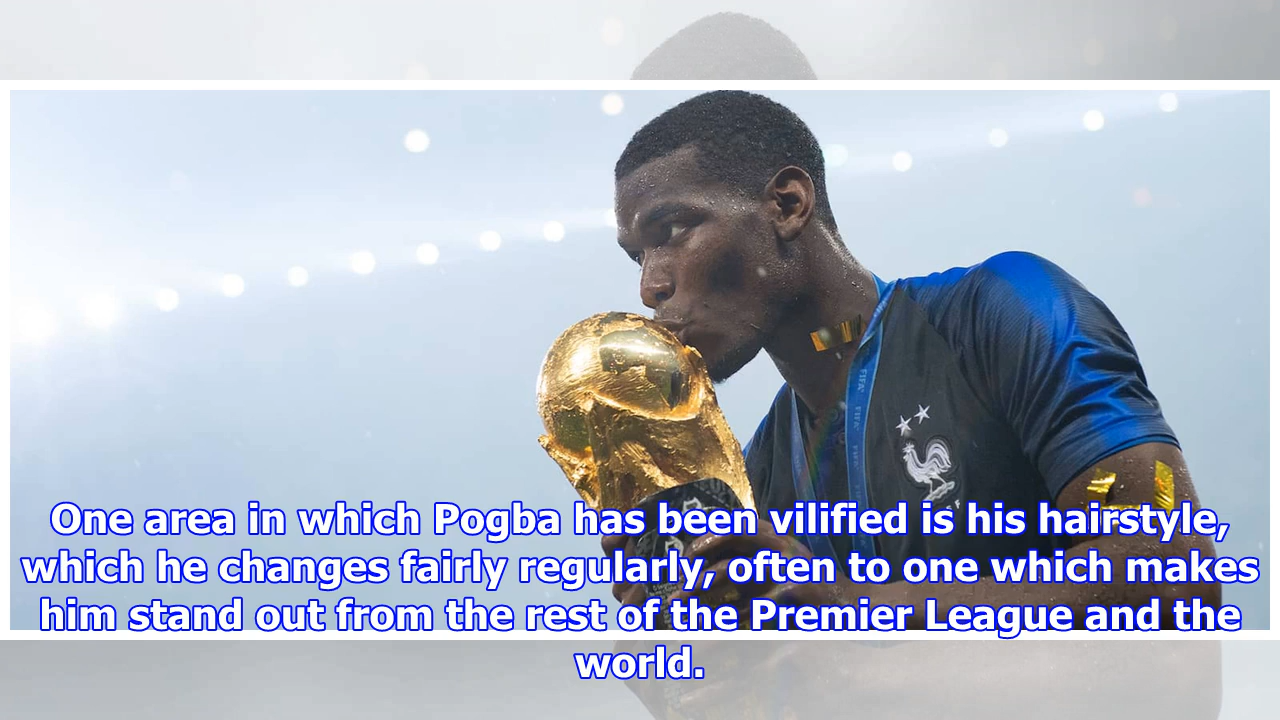 FIFA
One area in which Pogba has been vilified is his hairstyle,
which he changes fairly regularly, often to one which makes
him stand out from the rest of the Premier League and the
world.